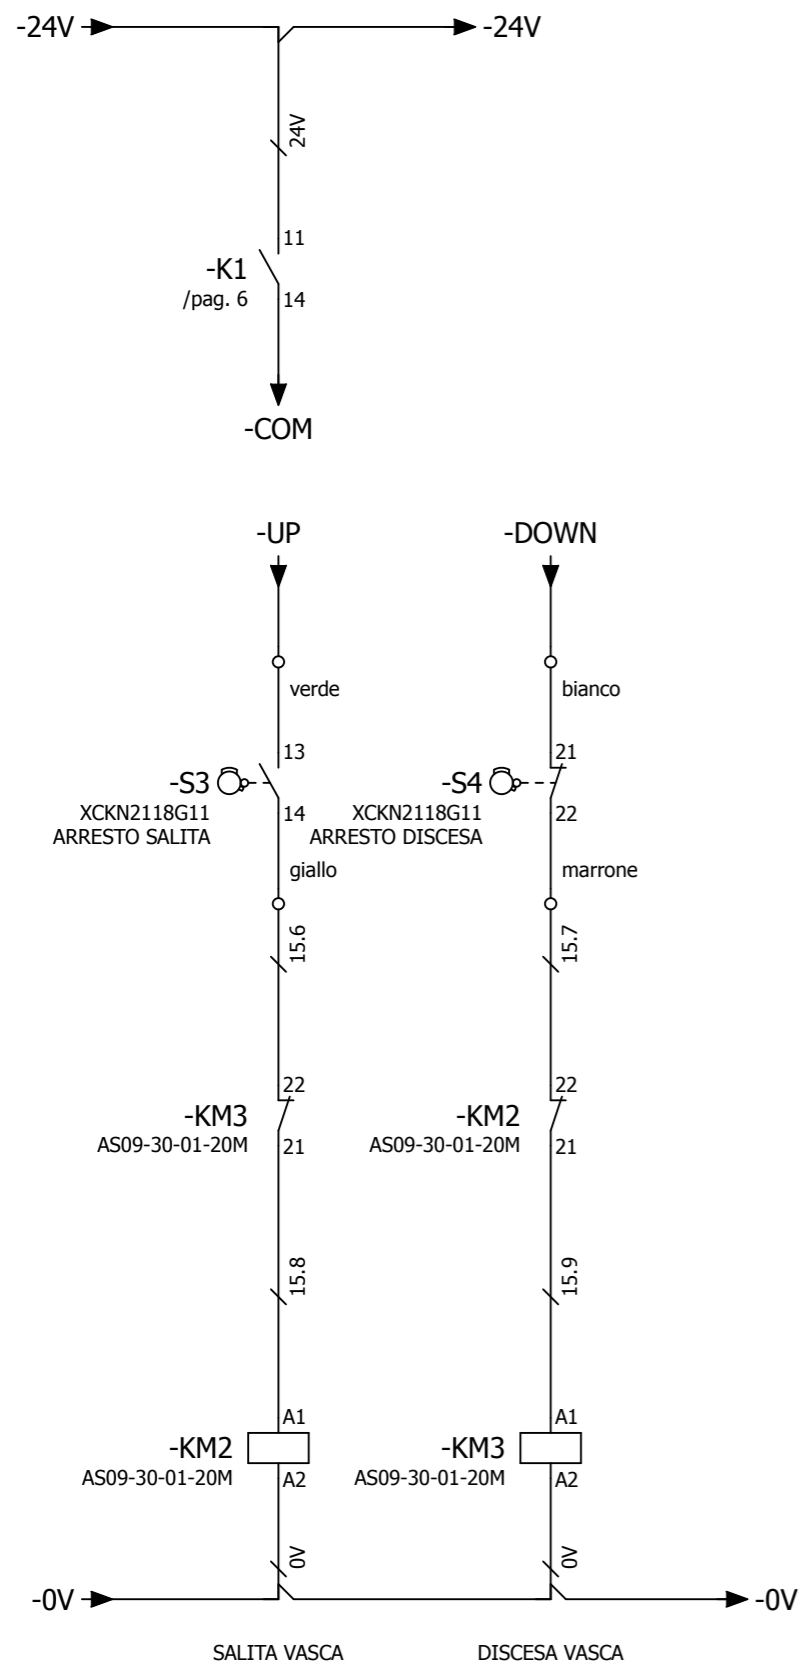 -24V -24V
24V
11
-K1
/pag. 6 14
-COM
-UP -DOWN
verde bianco
13 21
-S3 -S4
XCKN2118G11 14 XCKN2118G11 22
ARRESTO SALITA ARRESTO DISCESA
giallo marrone
15.6 15.7
22 22
-KM3 -KM2
AS09-30-01-20M 21 AS09-30-01-20M 21
15.8 15.9
A1 A1
-KM2 -KM3
AS09-30-01-20M A2 AS09-30-01-20M A2
0V 0V
-0V -0V
SALITA VASCA DISCESA VASCA